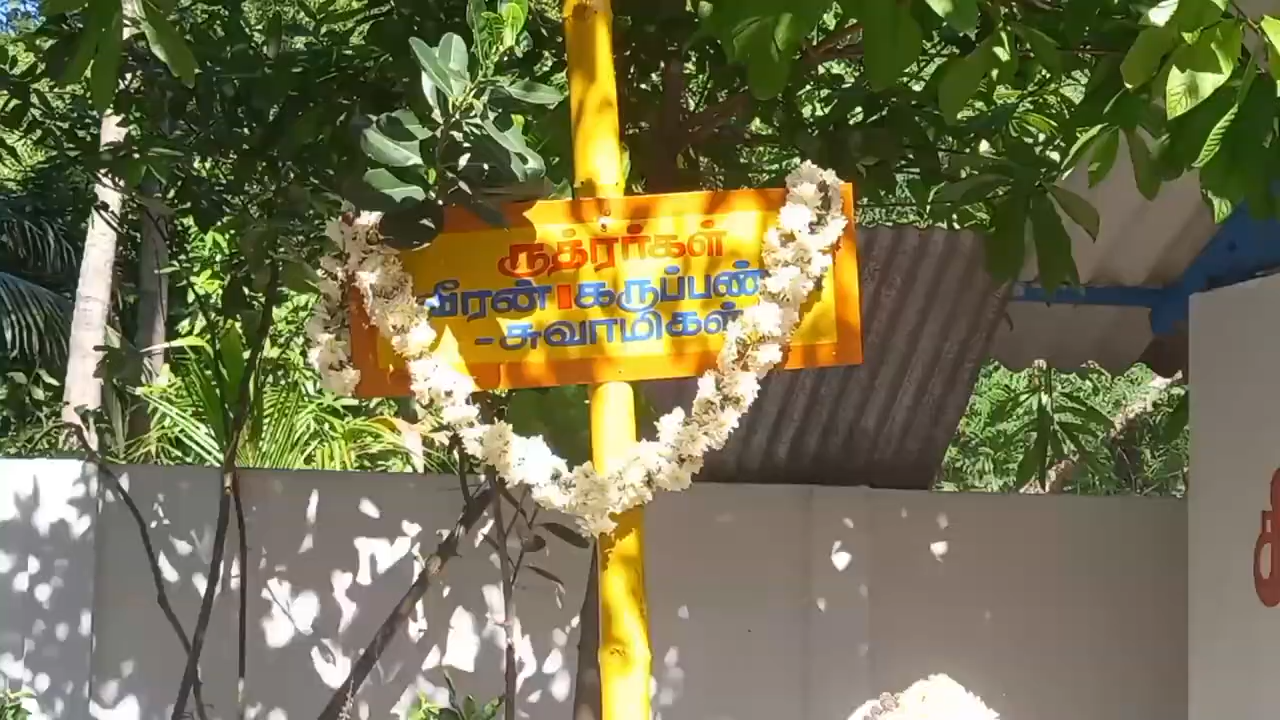 ருத்ரர்கள்
வீரன் கருப்பண்
- சுவாமிகள்